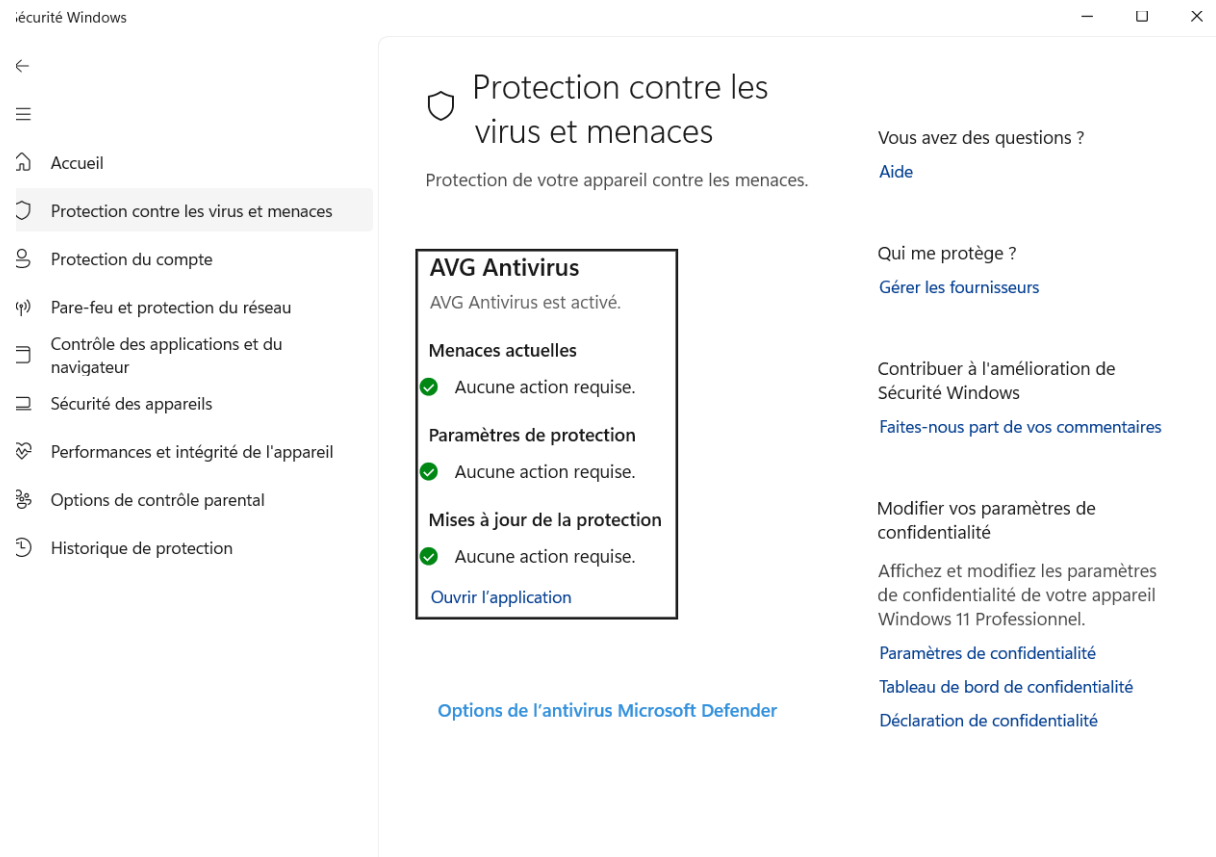 Sécurité Windows
Accueil
Protection contre les virus et menaces
Protection du compte
Pare-feu et protection du réseau
Contrôle des applications et du
navigateur
Sécurité des appareils
Performances et intégrité de l'appareil
Options de contrôle parental
Historique de protection
Protection contre les
virus et menaces
Protection de votre appareil contre les menaces.
AVG Antivirus
AVG Antivirus est activé.
Menaces actuelles
Aucune action requise.
Paramètres de protection
Aucune action requise.
Mises à jour de la protection
Aucune action requise.
Ouvrir l’application
Options de l’antivirus Microsoft Defender
Vous avez des questions ?
Aide
Qui me protège ?
Gérer les fournisseurs
Contribuer à l'amélioration de
Sécurité Windows
Faites-nous part de vos commentaires
Modifier vos paramètres de
confidentialité
Affichez et modifiez les paramètres
de confidentialité de votre appareil
Windows 11 Professionnel.
Paramètres de confidentialité
Tableau de bord de confidentialité
Déclaration de confidentialité